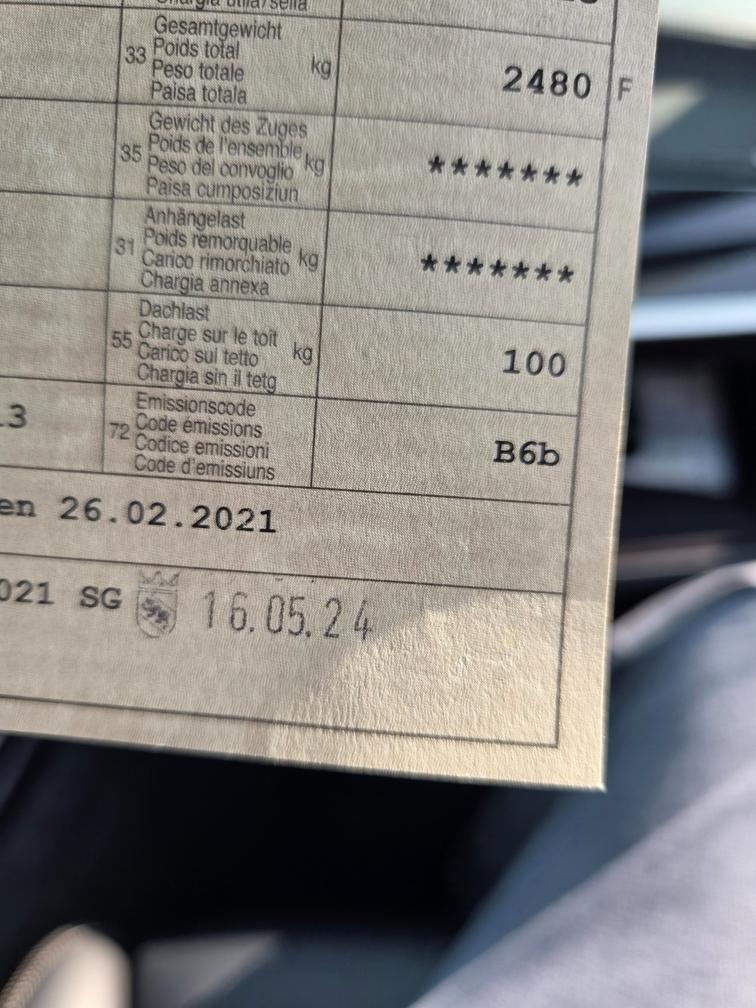 Gesamtgewicht
33 Poids total kg 2480 F
Peso totale
Paisa totala
Gewicht des Zuges
35 Poids de l'ensemble kg *******
Peso del convoglio
Paisa cumposiziun
Anhängelast
31 Poids remorquable kg *******
Carico rimorchiato
Chargia annexa
Dachlast
55 Charge sur le toit kg 100
Carico sul tetto
Chargia sin il tetg
Emissionscode
72 Code émissions B6b
Codice emissioni
Code d'emissiuns
en 26.02.2021
021 SG 16.05.24